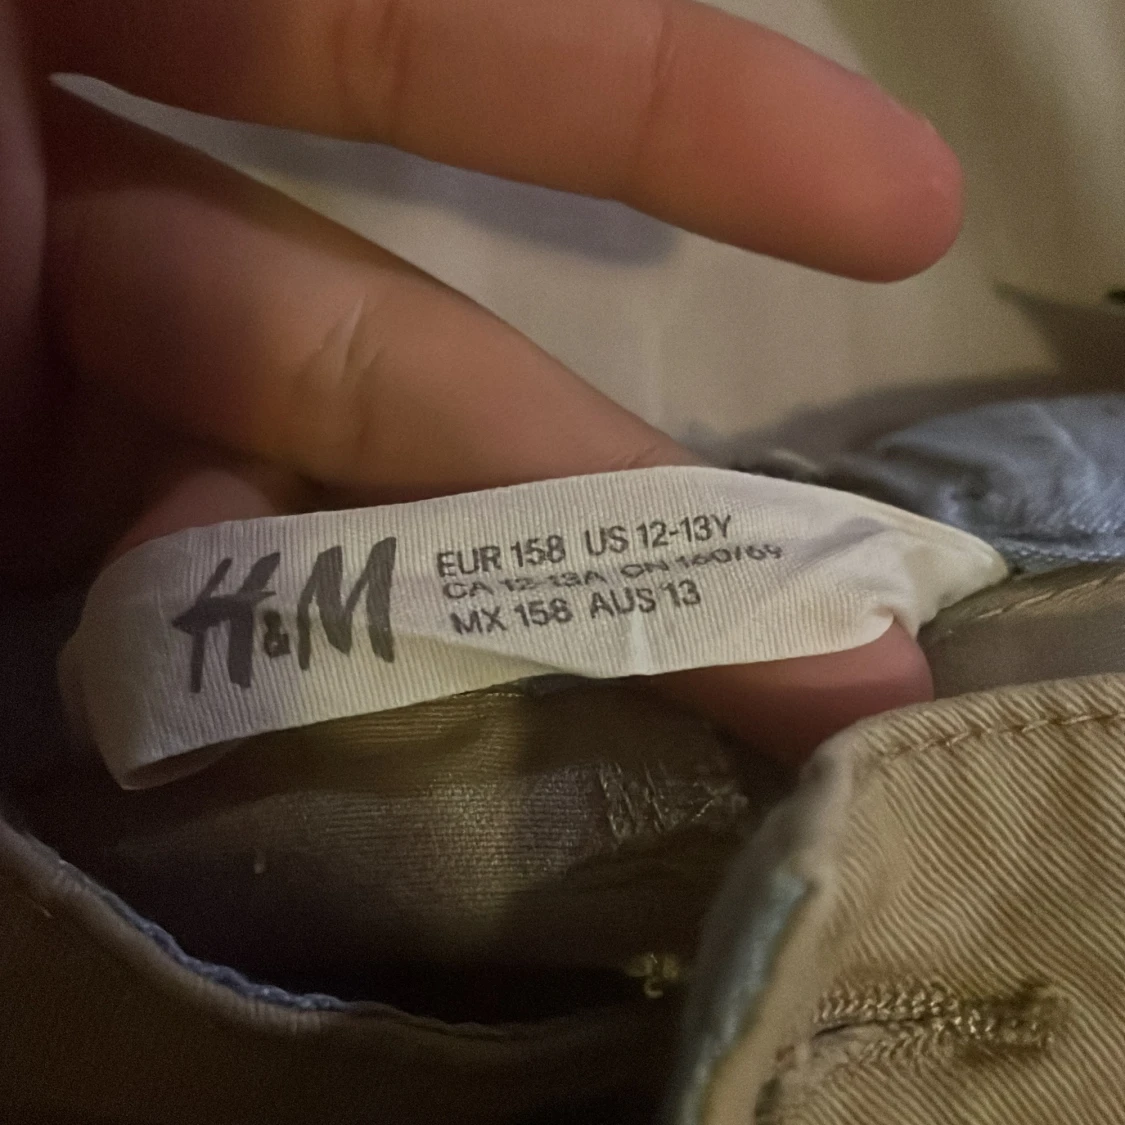 H&M
EUR 158 US 12-13Y
CA 12-13A CN 160/69
MX 158 AUS 13